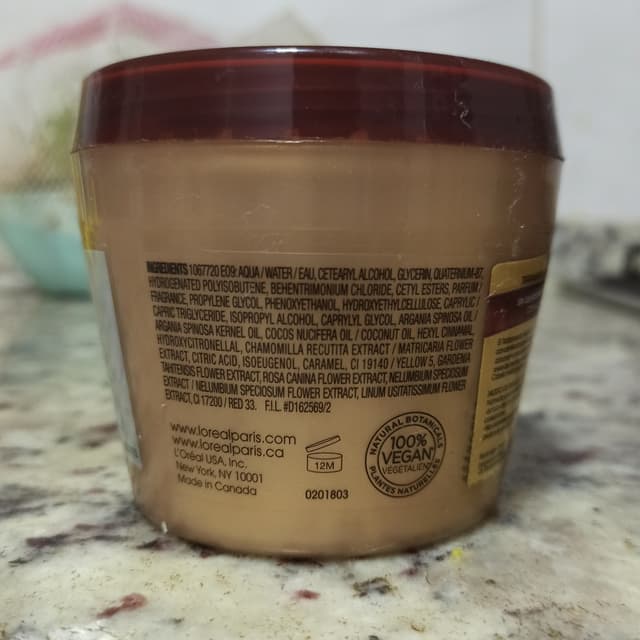 INGREDIENTS 1067720 E09: AQUA / WATER / EAU, CETEARYL ALCOHOL, GLYCERIN, QUATERNIUM-87,
HYDROGENATED POLYISOBUTENE, BEHENTRIMONIUM CHLORIDE, CETYL ESTERS, PARFUM /
FRAGRANCE, PROPYLENE GLYCOL, PHENOXYETHANOL, HYDROXYETHYLCELLULOSE, CAPRYLIC /
CAPRIC TRIGLYCERIDE, ISOPROPYL ALCOHOL, CAPRYLYL GLYCOL, ARGANIA SPINOSA OIL /
ARGANIA SPINOSA KERNEL OIL, COCOS NUCIFERA OIL / COCONUT OIL, HEXYL CINNAMAL,
HYDROXYCITRONELLAL, CHAMOMILLA RECUTITA EXTRACT / MATRICARIA FLOWER
EXTRACT, CITRIC ACID, ISOEUGENOL, CARAMEL, CI 19140 / YELLOW 5, GARDENIA
TAHITENSIS FLOWER EXTRACT, ROSA CANINA FLOWER EXTRACT, NELUMBIUM SPECIOSUM
EXTRACT / NELUMBIUM SPECIOSUM FLOWER EXTRACT, LINUM USITATISSIMUM FLOWER
EXTRACT, CI 17200 / RED 33. F.I.L. #D162569/2
www.lorealparis.com
www.lorealparis.ca
L'Oréal USA, Inc.
New York, NY 10001
Made in Canada
12M
0201803
NATURAL BOTANICALS
100%
VEGAN
VÉGÉTALIEN
PLANTES NATURELLES